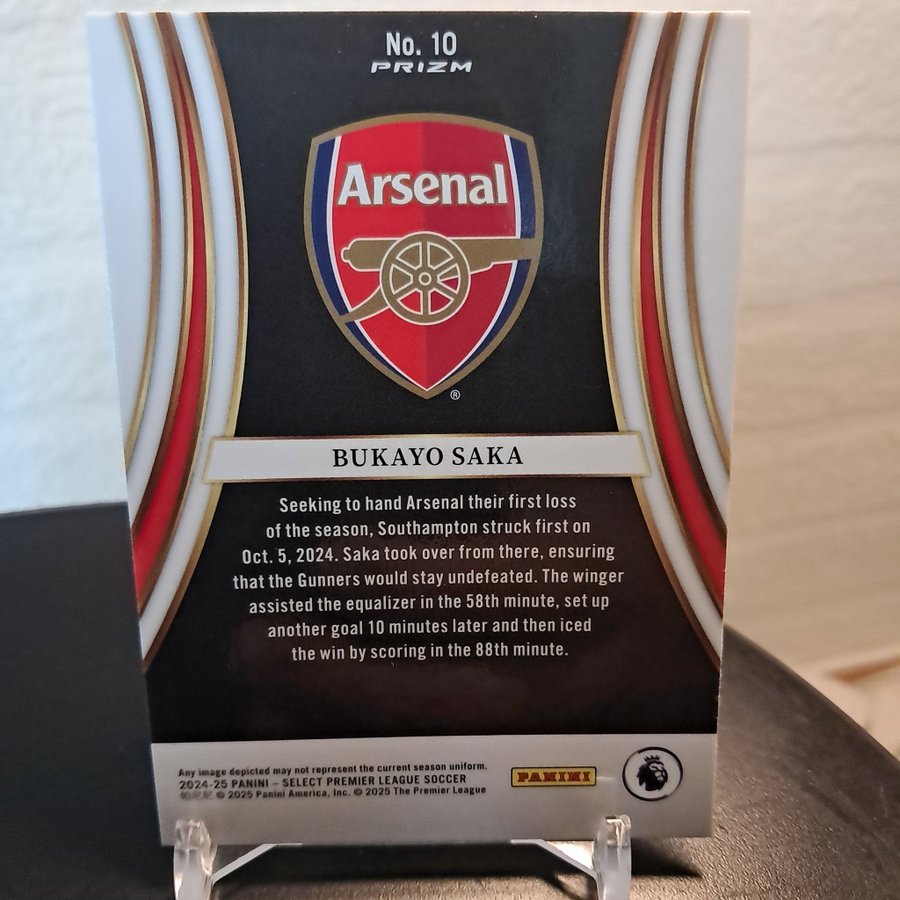 No. 10
PRIZM
Arsenal
®
BUKAYO SAKA
Seeking to hand Arsenal their first loss
of the season, Southampton struck first on
Oct. 5, 2024. Saka took over from there, ensuring
that the Gunners would stay undefeated. The winger
assisted the equalizer in the 58th minute, set up
another goal 10 minutes later and then iced
the win by scoring in the 88th minute.
Any image depicted may not represent the current season uniform.
2024-25 PANINI – SELECT PREMIER LEAGUE SOCCER
© 2025 Panini America, Inc. © 2025 The Premier League
PANINI